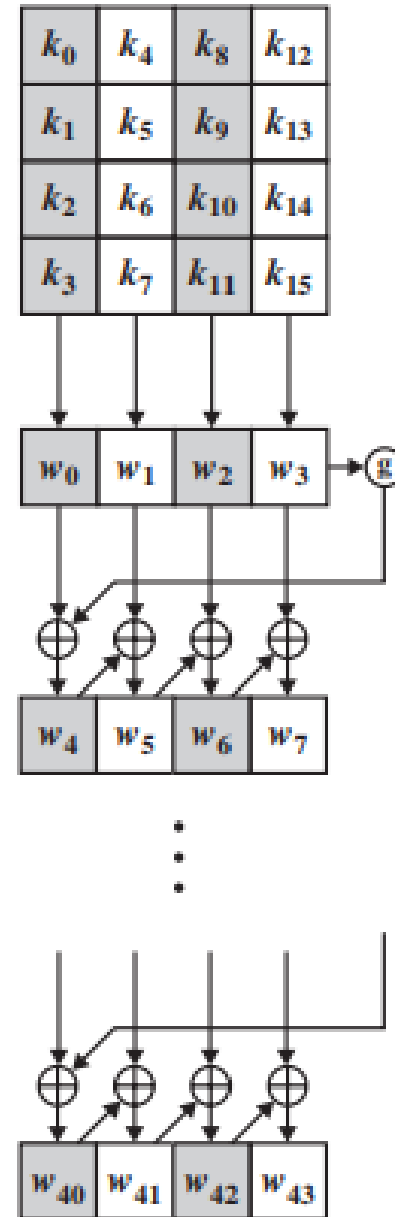 k₀ k₄ k₈ k₁₂
k₁ k₅ k₉ k₁₃
k₂ k₆ k₁₀ k₁₄
k₃ k₇ k₁₁ k₁₅
w₀ w₁ w₂ w₃ g
w₄ w₅ w₆ w₇
w₄₀ w₄₁ w₄₂ w₄₃